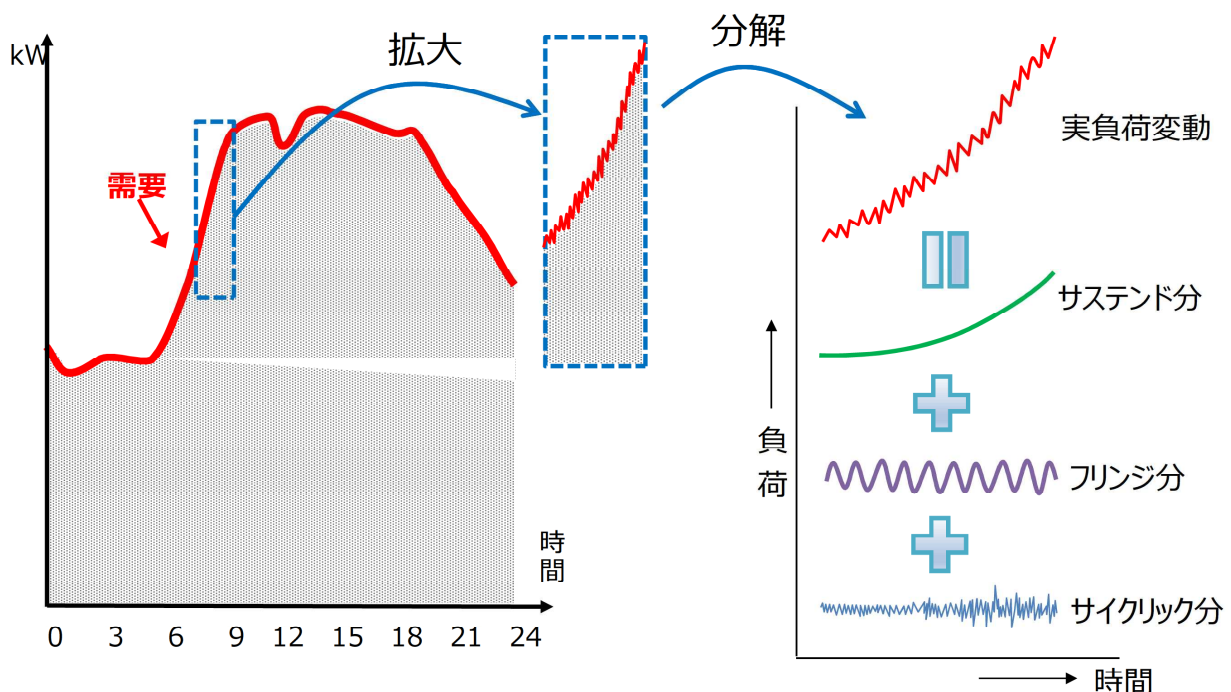 kW
拡大
分解
需要
実負荷変動
サステンド分
負荷
フリンジ分
サイクリック分
時間
時間
0 3 6 9 12 15 18 21 24